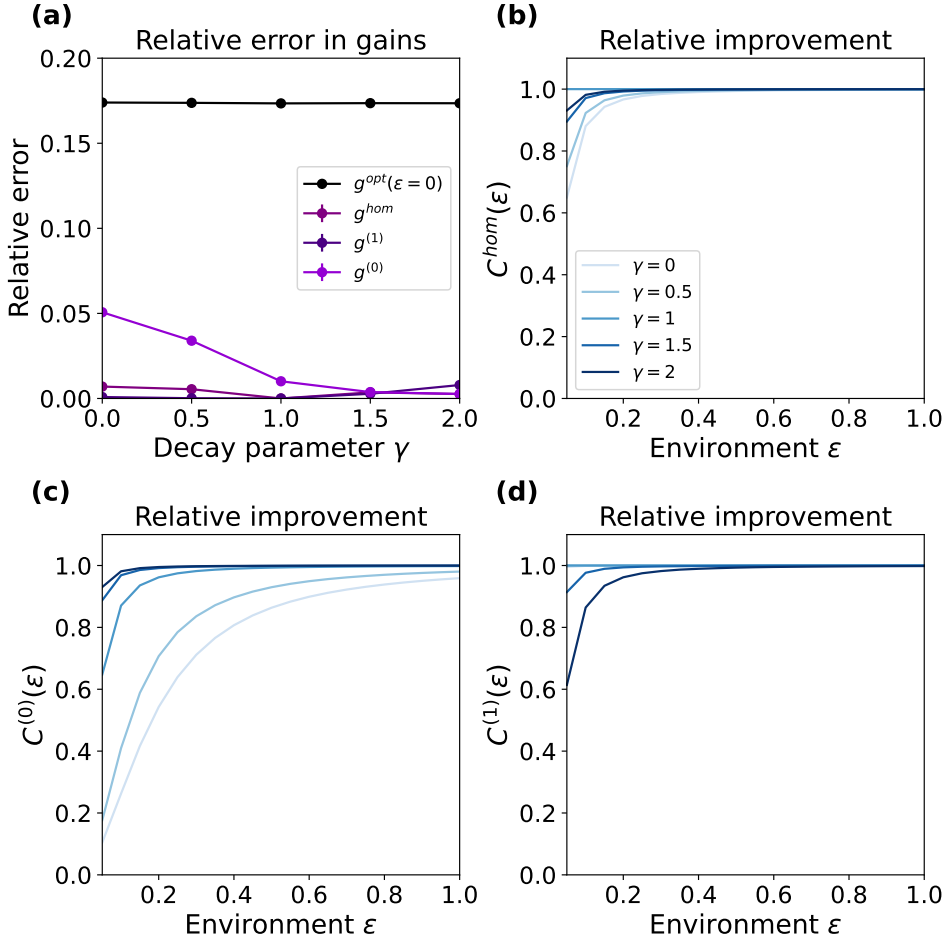 (a)
Relative error in gains
Relative error
0.20
0.15
0.10
0.05
0.00
g^{opt}(ε = 0)
g^{hom}
g^{(1)}
g^{(0)}
0.0 0.5 1.0 1.5 2.0
Decay parameter γ
(b)
Relative improvement
C^{hom}(ε)
1.0
0.8
0.6
0.4
0.2
0.0
γ = 0
γ = 0.5
γ = 1
γ = 1.5
γ = 2
0.2 0.4 0.6 0.8 1.0
Environment ε
(c)
Relative improvement
C^{(0)}(ε)
1.0
0.8
0.6
0.4
0.2
0.0
0.2 0.4 0.6 0.8 1.0
Environment ε
(d)
Relative improvement
C^{(1)}(ε)
1.0
0.8
0.6
0.4
0.2
0.0
0.2 0.4 0.6 0.8 1.0
Environment ε